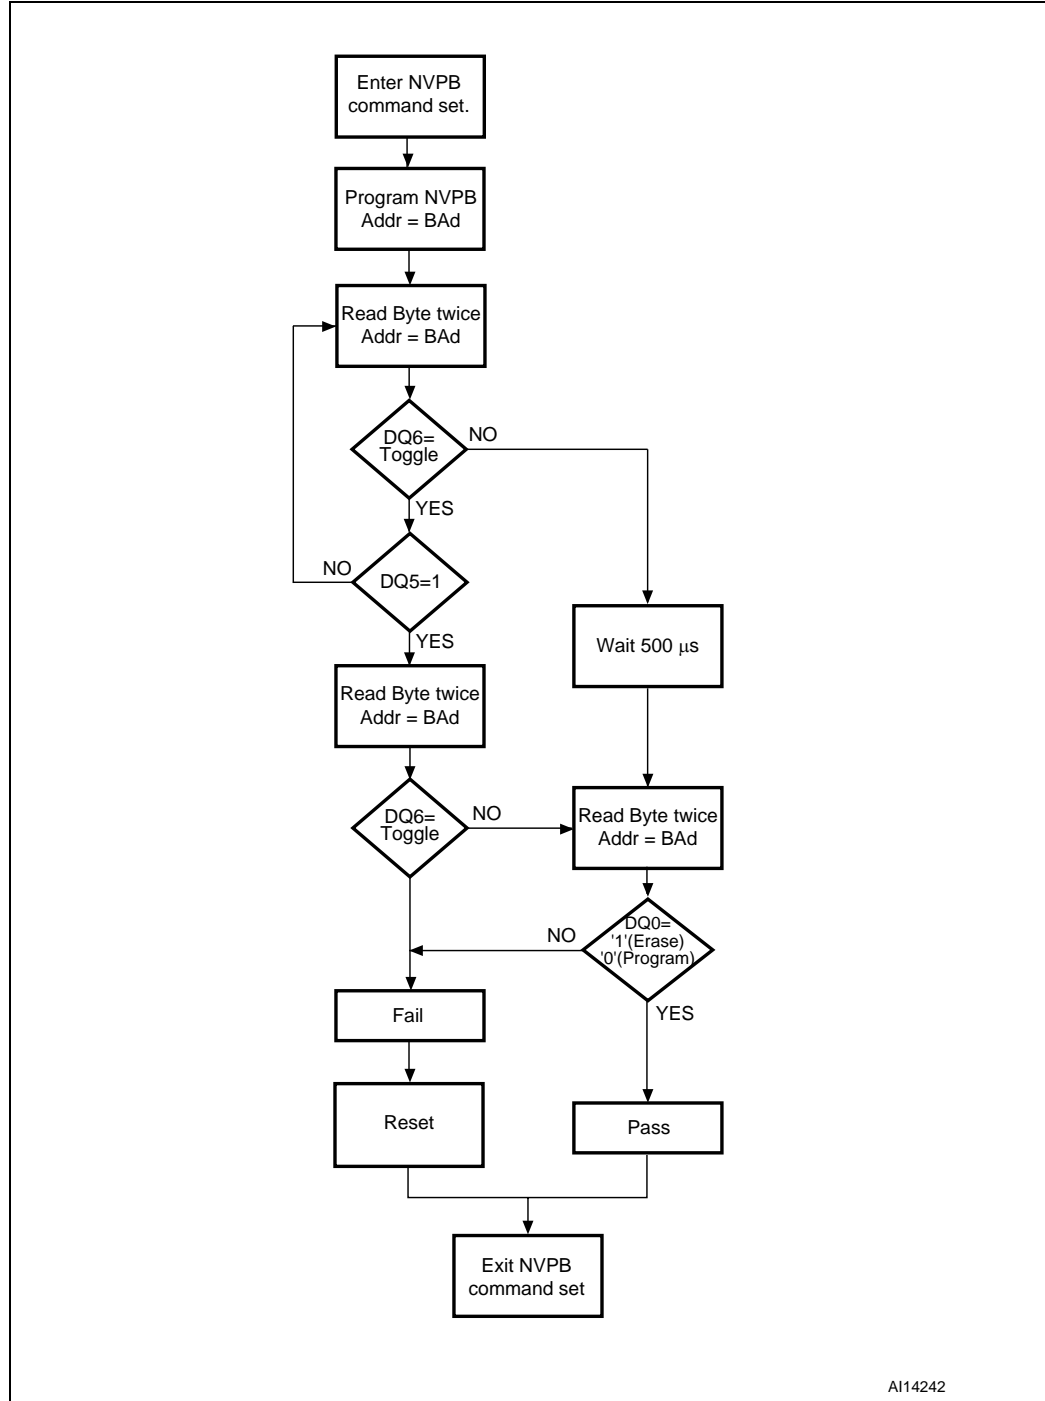 Enter NVPB
command set.
Program NVPB
Addr = BAd
Read Byte twice
Addr = BAd
DQ6=
Toggle
NO
YES
DQ5=1
NO
YES
Wait 500 µs
Read Byte twice
Addr = BAd
DQ6=
Toggle
NO
Read Byte twice
Addr = BAd
DQ0=
'1'(Erase)
'0'(Program)
NO
YES
Fail
Reset
Pass
Exit NVPB
command set
AI14242